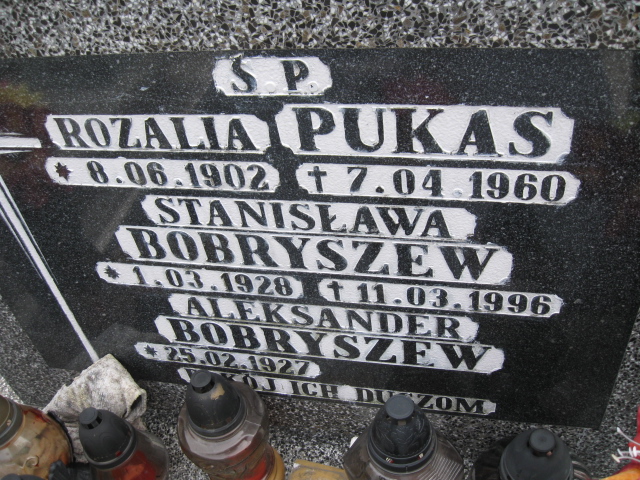 Ś.P.
ROZALIA PUKAS
* 8.06.1902 † 7.04.1960
STANISŁAWA
BOBRYSZEW
* 1.03.1928 † 11.03.1996
ALEKSANDER
BOBRYSZEW
* 25.02.1927
POKÓJ ICH DUSZOM